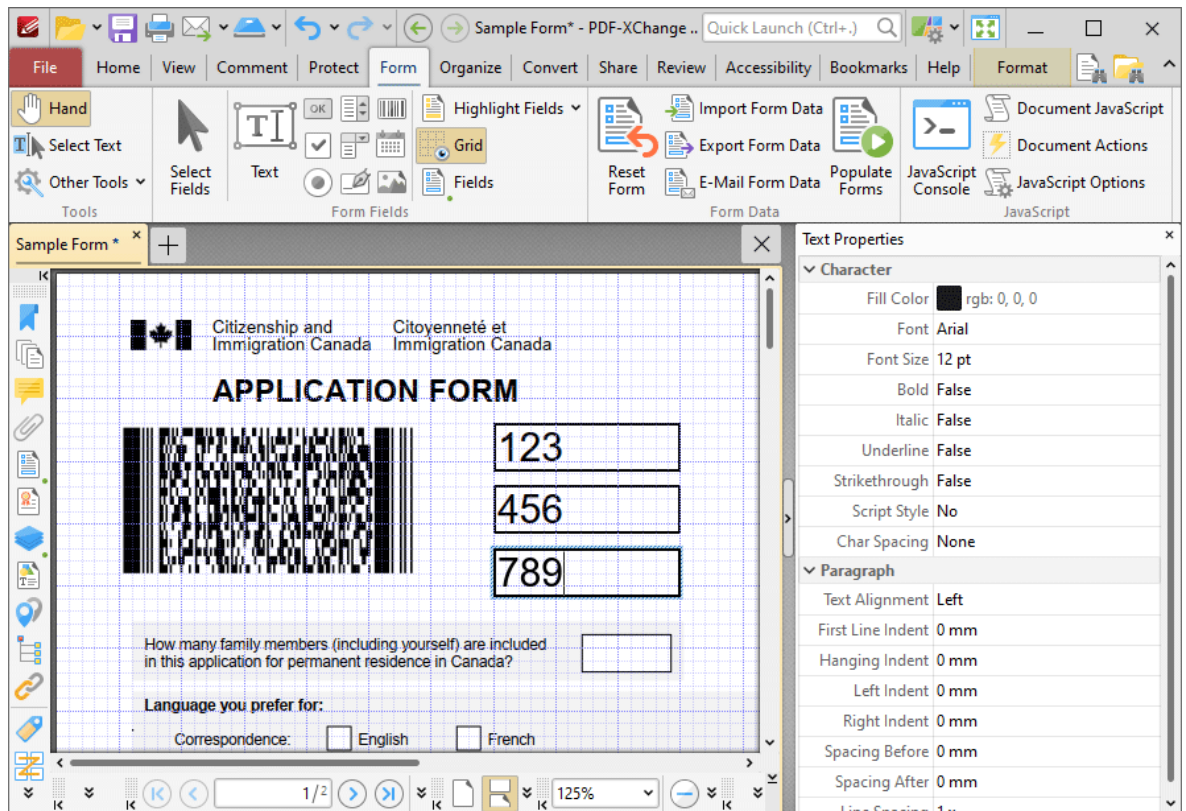 Sample Form* - PDF-XChange ..
Quick Launch (Ctrl+.)
File Home View Comment Protect Form Organize Convert Share Review Accessibility Bookmarks Help Format
Hand
Select Text
Other Tools
Tools
Select Fields
Text
OK
Form Fields
Highlight Fields
Grid
Fields
Reset Form
Import Form Data
Export Form Data
E-Mail Form Data
Populate Forms
Form Data
JavaScript Console
Document JavaScript
Document Actions
JavaScript Options
JavaScript
Sample Form *
Citizenship and Immigration Canada
Citoyenneté et Immigration Canada
APPLICATION FORM
123
456
789
How many family members (including yourself) are included
in this application for permanent residence in Canada?
Language you prefer for:
Correspondence: English French
1/2
125%
Text Properties
Character
Fill Color rgb: 0, 0, 0
Font Arial
Font Size 12 pt
Bold False
Italic False
Underline False
Strikethrough False
Script Style No
Char Spacing None
Paragraph
Text Alignment Left
First Line Indent 0 mm
Hanging Indent 0 mm
Left Indent 0 mm
Right Indent 0 mm
Spacing Before 0 mm
Spacing After 0 mm